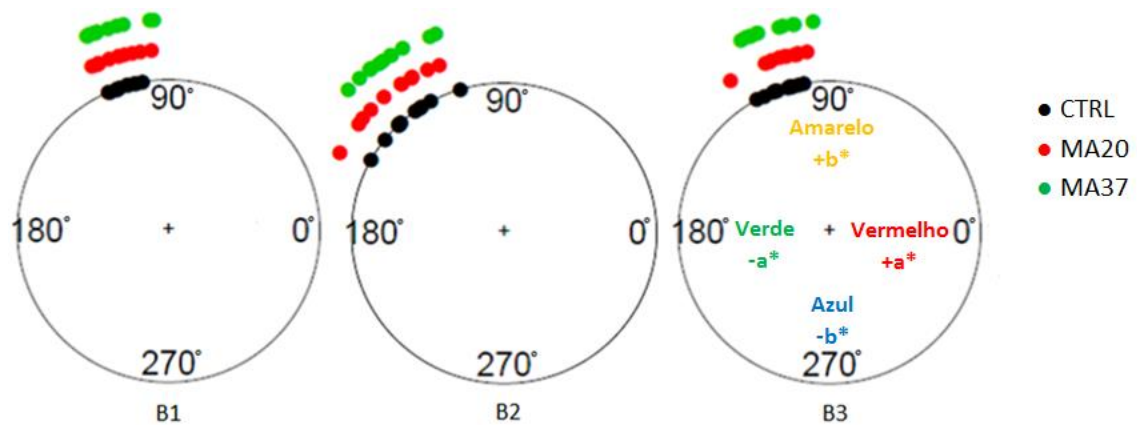 90°
180°
+
0°
270°
B1
90°
180°
+
0°
270°
B2
90°
Amarelo
+b*
180°
Verde
-a*
+
Vermelho
+a*
0°
Azul
-b*
270°
B3
CTRL
MA20
MA37